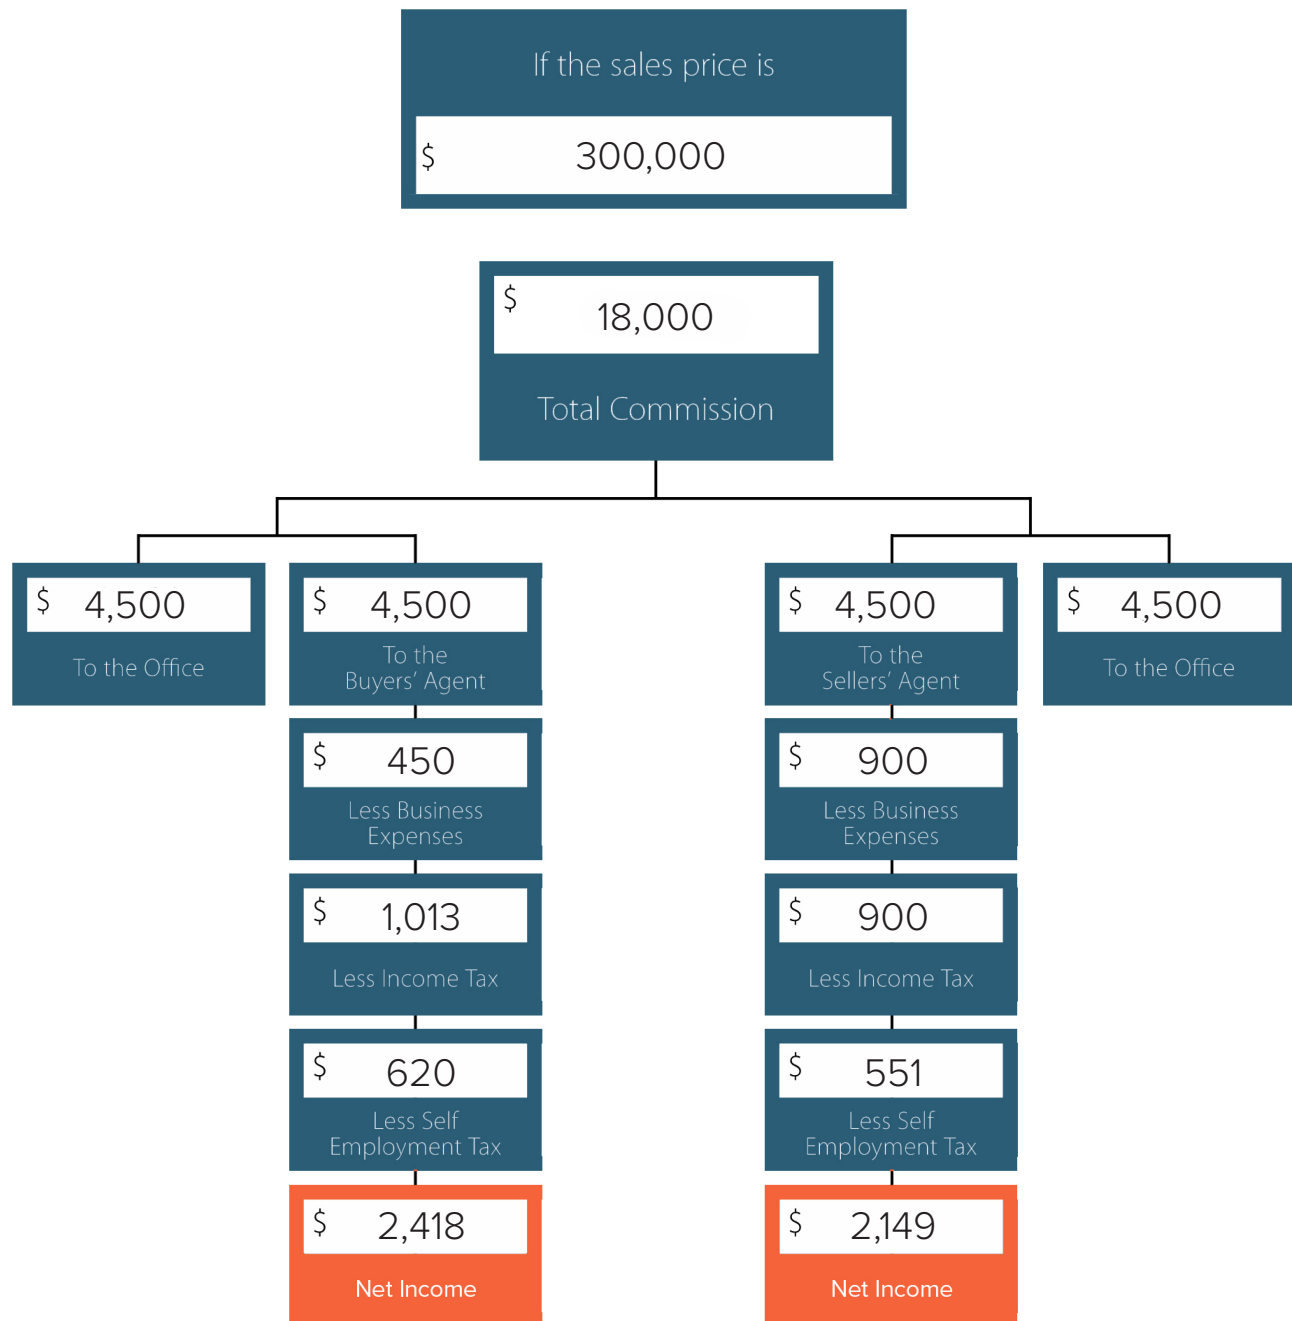 If the sales price is
$ 300,000
$ 18,000
Total Commission
$ 4,500
To the Office
$ 4,500
To the
Buyers' Agent
$ 450
Less Business
Expenses
$ 1,013
Less Income Tax
$ 620
Less Self
Employment Tax
$ 2,418
Net Income
$ 4,500
To the
Sellers' Agent
$ 900
Less Business
Expenses
$ 900
Less Income Tax
$ 551
Less Self
Employment Tax
$ 2,149
Net Income
$ 4,500
To the Office